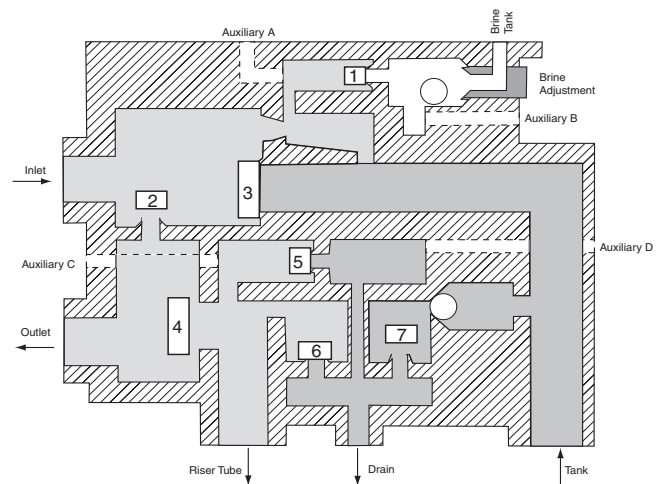 Auxiliary A
Brine
Tank
1
Brine
Adjustment
Auxiliary B
Inlet
2
3
Auxiliary C
5
Auxiliary D
4
Outlet
7
6
Riser Tube
Drain
Tank